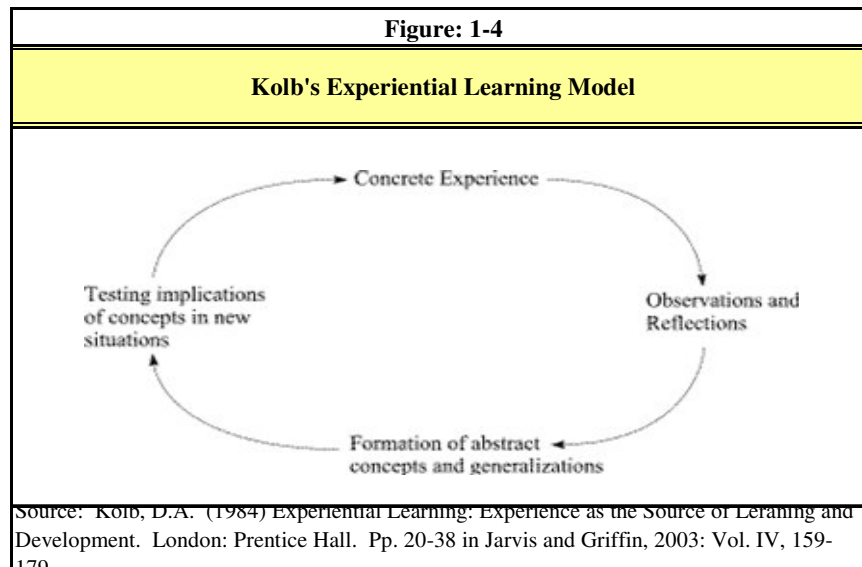 Figure: 1-4
Kolb's Experiential Learning Model
Concrete Experience
Testing implications
of concepts in new
situations
Observations and
Reflections
Formation of abstract
concepts and generalizations
Source: Kolb, D.A. (1984) Experiential Learning: Experience as the Source of Leraning and
Development. London: Prentice Hall. Pp. 20-38 in Jarvis and Griffin, 2003: Vol. IV, 159-
179